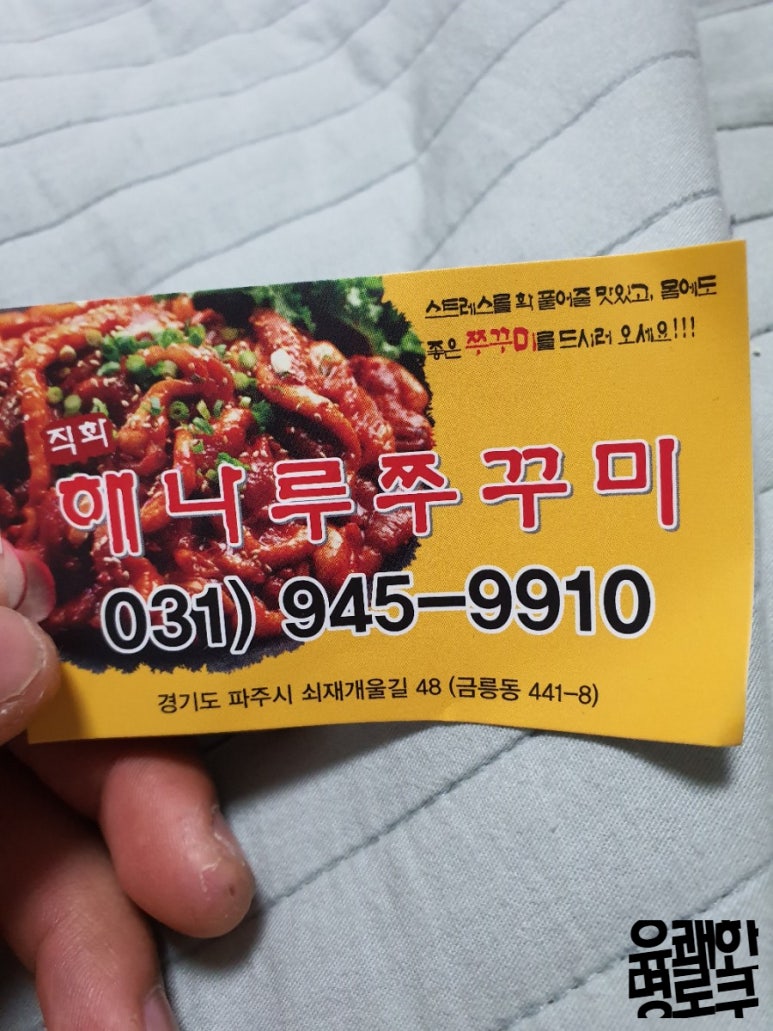 스트레스를 확 풀어줄 맛있고, 몸에도
좋은 쭈꾸미를 드시러 오세요!!!
직화
해나루쭈꾸미
031) 945-9910
경기도 파주시 쇠재개울길 48 (금릉동 441-8)
유쾌한
명도구